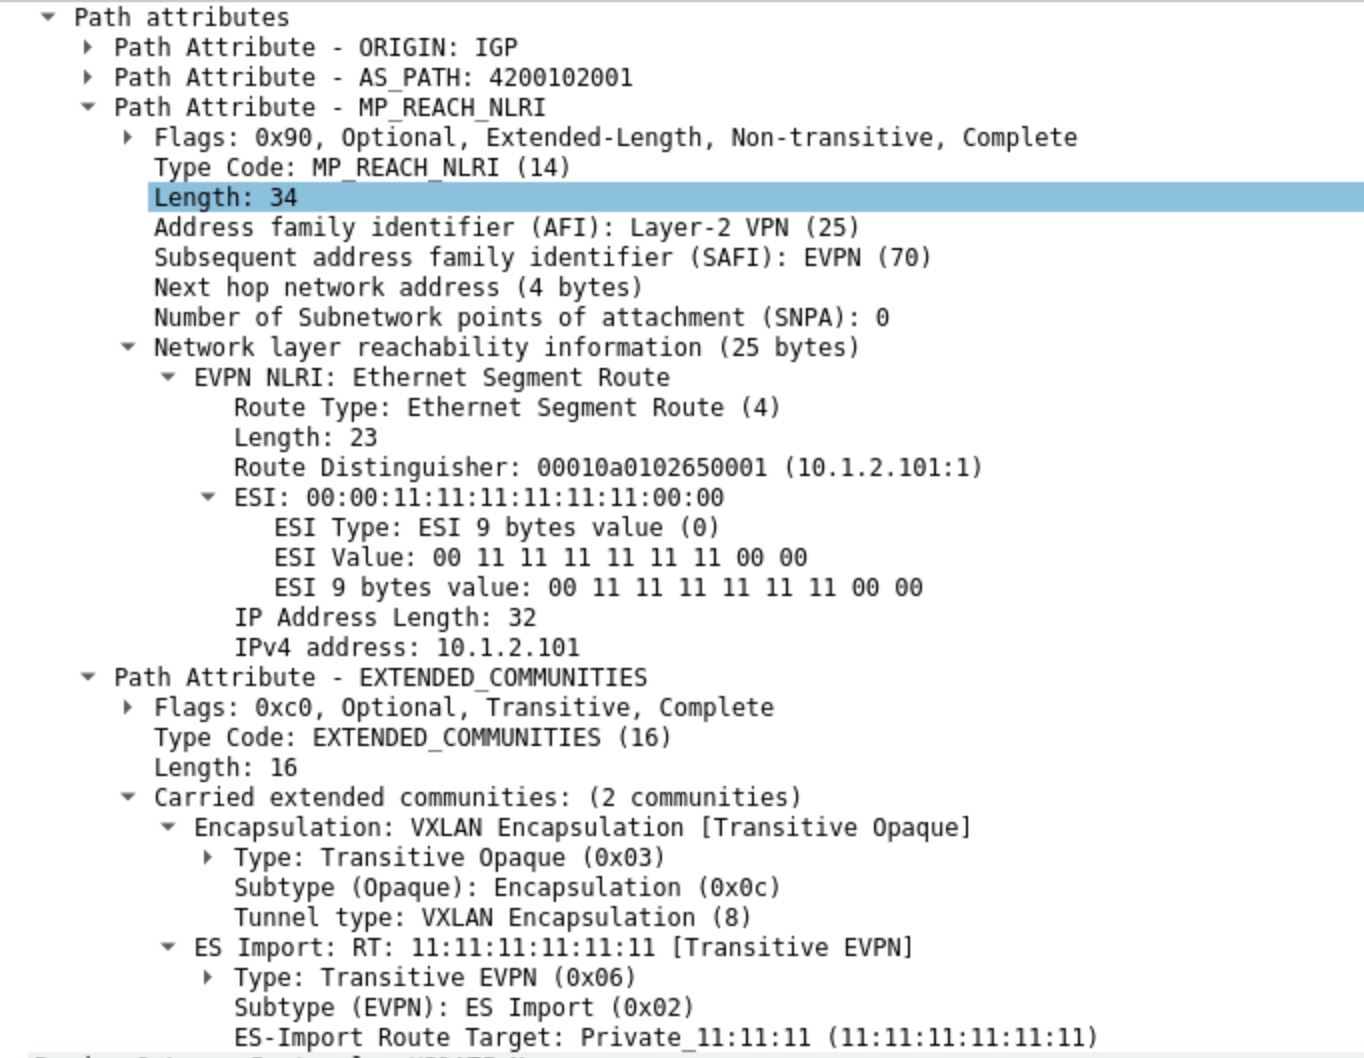 Path attributes
Path Attribute - ORIGIN: IGP
Path Attribute - AS_PATH: 4200102001
Path Attribute - MP_REACH_NLRI
Flags: 0x90, Optional, Extended-Length, Non-transitive, Complete
Type Code: MP_REACH_NLRI (14)
Length: 34
Address family identifier (AFI): Layer-2 VPN (25)
Subsequent address family identifier (SAFI): EVPN (70)
Next hop network address (4 bytes)
Number of Subnetwork points of attachment (SNPA): 0
Network layer reachability information (25 bytes)
EVPN NLRI: Ethernet Segment Route
Route Type: Ethernet Segment Route (4)
Length: 23
Route Distinguisher: 00010a0102650001 (10.1.2.101:1)
ESI: 00:00:11:11:11:11:11:11:00:00
ESI Type: ESI 9 bytes value (0)
ESI Value: 00 11 11 11 11 11 11 00 00
ESI 9 bytes value: 00 11 11 11 11 11 11 00 00
IP Address Length: 32
IPv4 address: 10.1.2.101
Path Attribute - EXTENDED_COMMUNITIES
Flags: 0xc0, Optional, Transitive, Complete
Type Code: EXTENDED_COMMUNITIES (16)
Length: 16
Carried extended communities: (2 communities)
Encapsulation: VXLAN Encapsulation [Transitive Opaque]
Type: Transitive Opaque (0x03)
Subtype (Opaque): Encapsulation (0x0c)
Tunnel type: VXLAN Encapsulation (8)
ES Import: RT: 11:11:11:11:11:11 [Transitive EVPN]
Type: Transitive EVPN (0x06)
Subtype (EVPN): ES Import (0x02)
ES-Import Route Target: Private_11:11:11 (11:11:11:11:11:11)